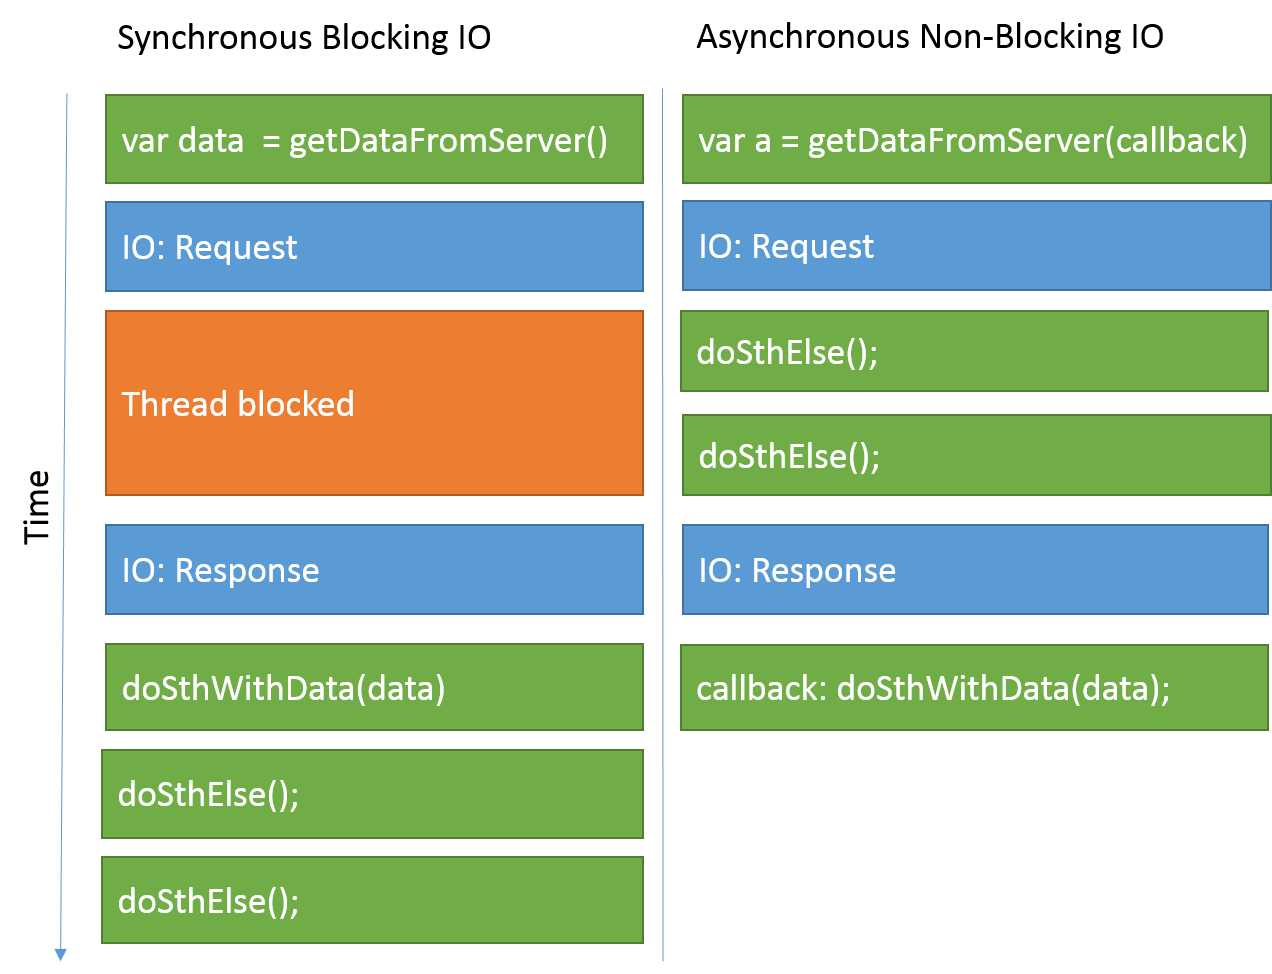 Synchronous Blocking IO
var data  = getDataFromServer()
IO: Request
Thread blocked
IO: Response
doSthWithData(data)
doSthElse();
doSthElse();
Asynchronous Non-Blocking IO
var a = getDataFromServer(callback)
IO: Request
doSthElse();
doSthElse();
IO: Response
callback: doSthWithData(data);
Time